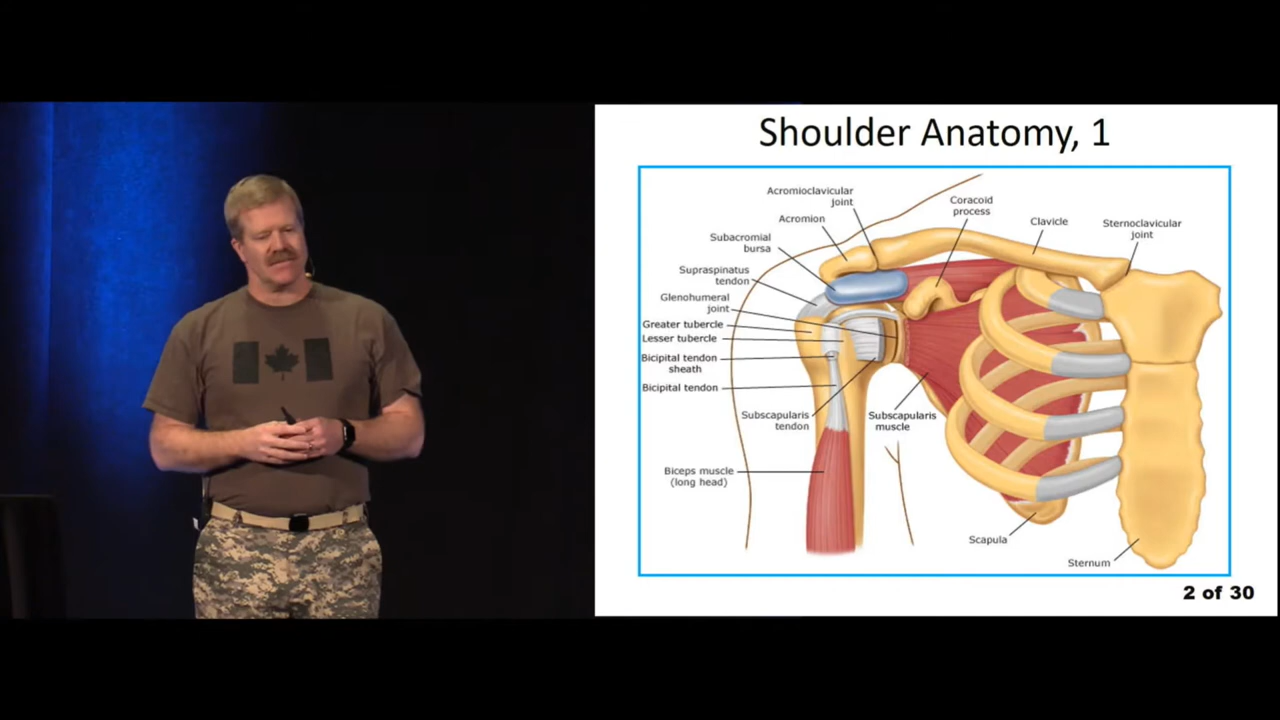 Shoulder Anatomy, 1
Acromioclavicular
joint
Acromion
Subacromial
bursa
Supraspinatus
tendon
Glenohumeral
joint
Greater tubercle
Lesser tubercle
Bicipital tendon
sheath
Bicipital tendon
Subscapularis
tendon
Biceps muscle
(long head)
Coracoid
process
Clavicle
Sternoclavicular
joint
Subscapularis
muscle
Scapula
Sternum
2 of 30